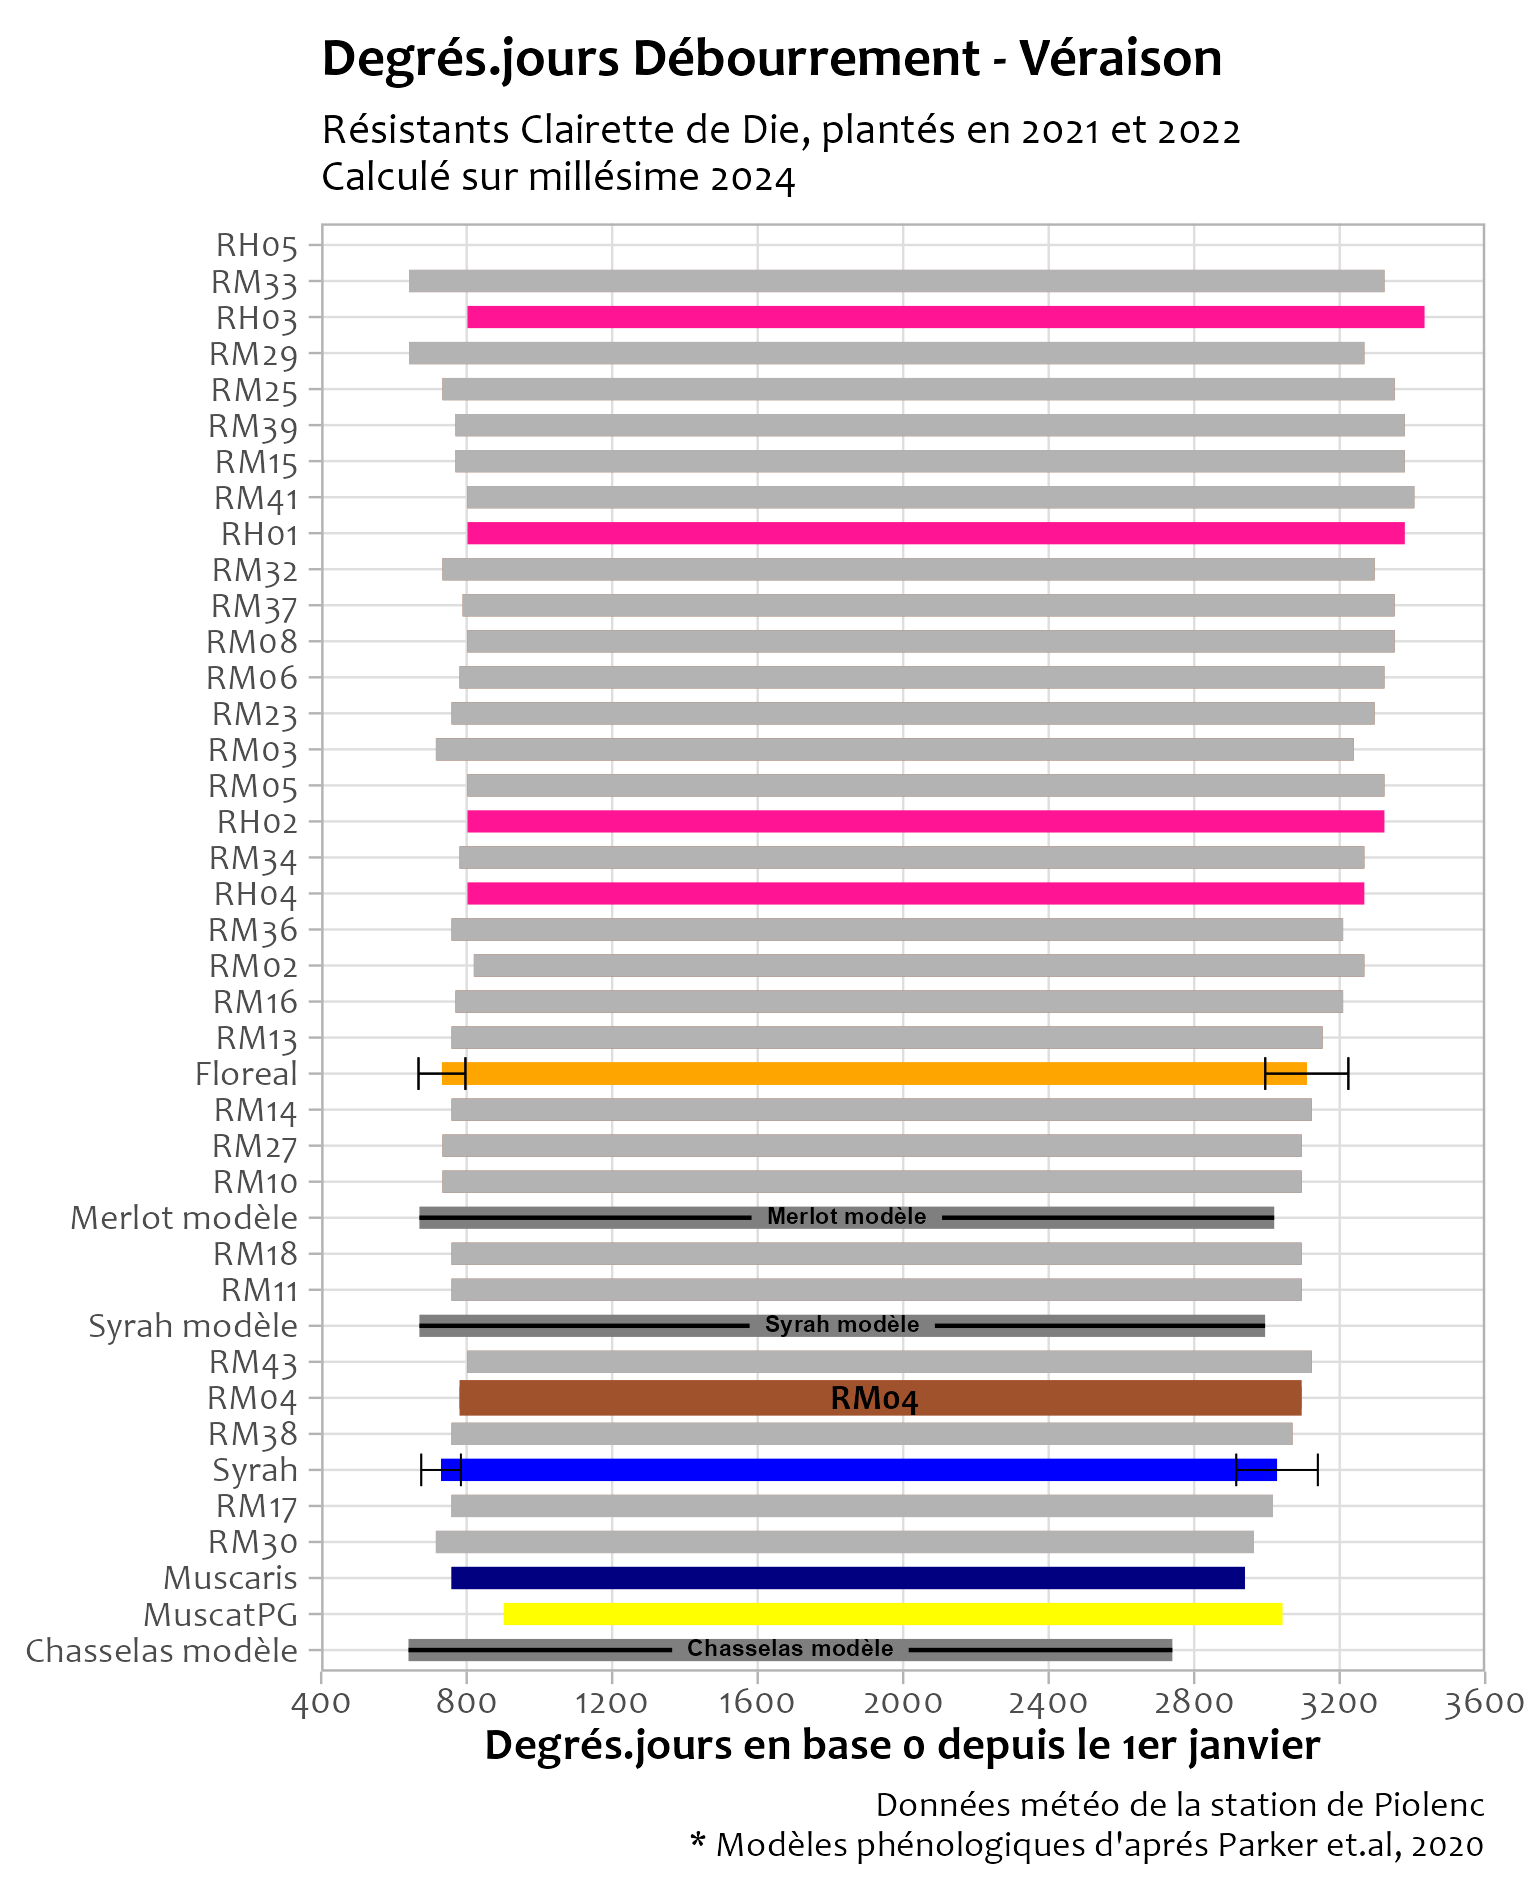 Degrés.jours Débourrement - Véraison
Résistants Clairette de Die, plantés en 2021 et 2022
Calculé sur millésime 2024
RH05
RM33
RH03
RM29
RM25
RM39
RM15
RM41
RH01
RM32
RM37
RM08
RM06
RM23
RM03
RM05
RH02
RM34
RH04
RM36
RM02
RM16
RM13
Floreal
RM14
RM27
RM10
Merlot modèle
Merlot modèle
RM18
RM11
Syrah modèle
Syrah modèle
RM43
RM04
RM04
RM38
Syrah
RM17
RM30
Muscaris
MuscatPG
Chasselas modèle
Chasselas modèle
400 800 1200 1600 2000 2400 2800 3200 3600
Degrés.jours en base 0 depuis le 1er janvier
Données météo de la station de Piolenc
* Modèles phénologiques d'aprés Parker et.al, 2020